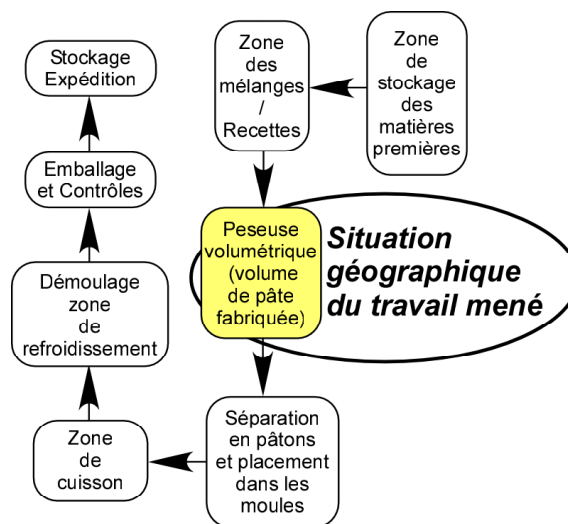 Stockage
Expédition
Zone
des
mélanges
/
Recettes
Zone
de
stockage
des
matières
premières
Emballage
et Contrôles
Peseuse
volumétrique
(volume
de pâte
fabriquée)
Situation
géographique
du travail mené
Démoulage
zone
de
refroidissement
Séparation
en pâtons
et placement
dans les
moules
Zone
de
cuisson